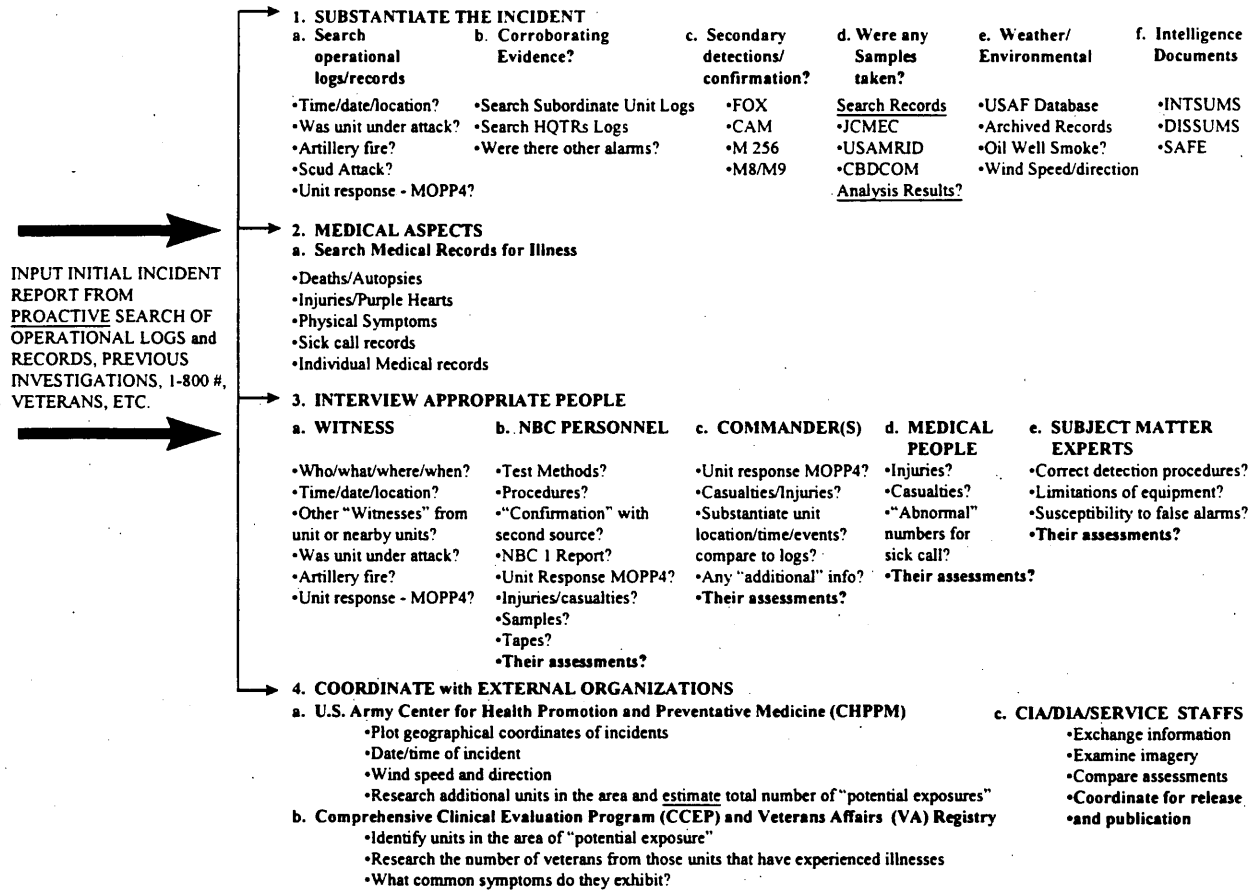 1. SUBSTANTIATE THE INCIDENT
a. Search
operational
logs/records
•Time/date/location?
•Was unit under attack?
•Artillery fire?
•Scud Attack?
•Unit response - MOPP4?
b. Corroborating
Evidence?
•Search Subordinate Unit Logs
•Search HQTRs Logs
•Were there other alarms?
c. Secondary
detections/
confirmation?
•FOX
•CAM
•M 256
•M8/M9
d. Were any
Samples
taken?
Search Records
•JCMEC
•USAMRID
•CBDCOM
Analysis Results?
e. Weather/
Environmental
•USAF Database
•Archived Records
•Oil Well Smoke?
•Wind Speed/direction
f. Intelligence
Documents
•INTSUMS
•DISSUMS
•SAFE
INPUT INITIAL INCIDENT
REPORT FROM
PROACTIVE SEARCH OF
OPERATIONAL LOGS and
RECORDS, PREVIOUS
INVESTIGATIONS, 1-800 #,
VETERANS, ETC.
2. MEDICAL ASPECTS
a. Search Medical Records for Illness
•Deaths/Autopsies
•Injuries/Purple Hearts
•Physical Symptoms
•Sick call records
•Individual Medical records
3. INTERVIEW APPROPRIATE PEOPLE
a. WITNESS
•Who/what/where/when?
•Time/date/location?
•Other "Witnesses" from
unit or nearby units?
•Was unit under attack?
•Artillery fire?
•Unit response - MOPP4?
b. NBC PERSONNEL
•Test Methods?
•Procedures?
•"Confirmation" with
second source?
•NBC 1 Report?
•Unit Response MOPP4?
•Injuries/casualties?
•Samples?
•Tapes?
•Their assessments?
c. COMMANDER(S)
•Unit response MOPP4?
•Casualties/Injuries?
•Substantiate unit
location/time/events?
compare to logs?
•Any "additional" info?
•Their assessments?
d. MEDICAL
PEOPLE
•Injuries?
•Casualties?
•"Abnormal"
numbers for
sick call?
•Their assessments?
e. SUBJECT MATTER
EXPERTS
•Correct detection procedures?
•Limitations of equipment?
•Susceptibility to false alarms?
•Their assessments?
4. COORDINATE with EXTERNAL ORGANIZATIONS
a. U.S. Army Center for Health Promotion and Preventative Medicine (CHPPM)
•Plot geographical coordinates of incidents
•Date/time of incident
•Wind speed and direction
•Research additional units in the area and estimate total number of "potential exposures"
b. Comprehensive Clinical Evaluation Program (CCEP) and Veterans Affairs (VA) Registry
•Identify units in the area of "potential exposure"
•Research the number of veterans from those units that have experienced illnesses
•What common symptoms do they exhibit?
c. CIA/DIA/SERVICE STAFFS
•Exchange information
•Examine imagery
•Compare assessments
•Coordinate for release
•and publication